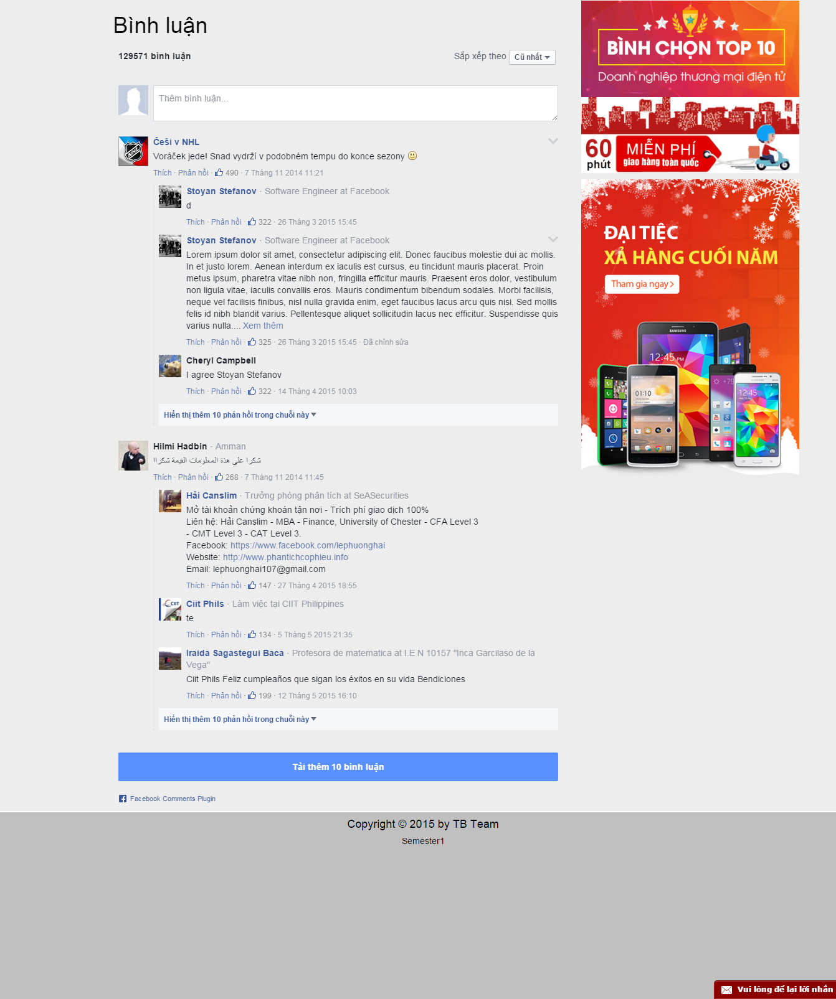 Bình luận
129571 bình luận
Sắp xếp theo Cũ nhất
Thêm bình luận...
Češi v NHL
Voráček jede! Snad vydrží v podobném tempu do konce sezony
Thích · Phản hồi · 490 · 7 Tháng 11 2014 11:21
Stoyan Stefanov · Software Engineer at Facebook
d
Thích · Phản hồi · 322 · 26 Tháng 3 2015 15:45
Stoyan Stefanov · Software Engineer at Facebook
Lorem ipsum dolor sit amet, consectetur adipiscing elit. Donec faucibus molestie dui ac mollis.
In et justo lorem. Aenean interdum ex iaculis est cursus, eu tincidunt mauris placerat. Proin
metus ipsum, pharetra vitae nibh non, fringilla efficitur mauris. Praesent eros dolor, vestibulum
non ligula vitae, iaculis convallis eros. Mauris condimentum bibendum sodales. Morbi facilisis,
neque vel facilisis finibus, nisl nulla gravida enim, eget faucibus lacus arcu quis nisi. Sed mollis
felis id nibh blandit varius. Pellentesque aliquet sollicitudin lacus nec efficitur. Suspendisse quis
varius nulla.... Xem thêm
Thích · Phản hồi · 325 · 26 Tháng 3 2015 15:45 · Đã chỉnh sửa
Cheryl Campbell
I agree Stoyan Stefanov
Thích · Phản hồi · 322 · 14 Tháng 4 2015 10:03
Hiển thị thêm 10 phản hồi trong chuỗi này
Hilmi Hadbin · Amman
شكرا على هذة المعلومات القيمة شكراا
Thích · Phản hồi · 268 · 7 Tháng 11 2014 11:45
Hải Canslim · Trưởng phòng phân tích at SeASecurities
Mở tài khoản chứng khoán tận nơi - Trích phí giao dịch 100%
Liên hệ: Hải Canslim - MBA - Finance, University of Chester - CFA Level 3
- CMT Level 3 - CAT Level 3.
Facebook: https://www.facebook.com/lephuonghai
Website: http://www.phantichcophieu.info
Email: lephuonghai107@gmail.com
Thích · Phản hồi · 147 · 27 Tháng 4 2015 18:55
Ciit Phils · Làm việc tại CIIT Philippines
te
Thích · Phản hồi · 134 · 5 Tháng 5 2015 21:35
Iraida Sagastegui Baca · Profesora de matematica at I.E N 10157 "Inca Garcilaso de la
Vega"
Ciit Phils Feliz cumpleaños que sigan los éxitos en su vida Bendiciones
Thích · Phản hồi · 199 · 12 Tháng 5 2015 16:10
Hiển thị thêm 10 phản hồi trong chuỗi này
Tải thêm 10 bình luận
Facebook Comments Plugin
BÌNH CHỌN TOP 10
Doanh nghiệp thương mại điện tử
60
phút
MIỄN PHÍ
giao hàng toàn quốc
ĐẠI TIỆC
XẢ HÀNG CUỐI NĂM
Tham gia ngay
SAMSUNG
12:45 PM
01:10
12:45
NHL
CIIT
Copyright © 2015 by TB Team
Semester1
Vui lòng để lại lời nhắn